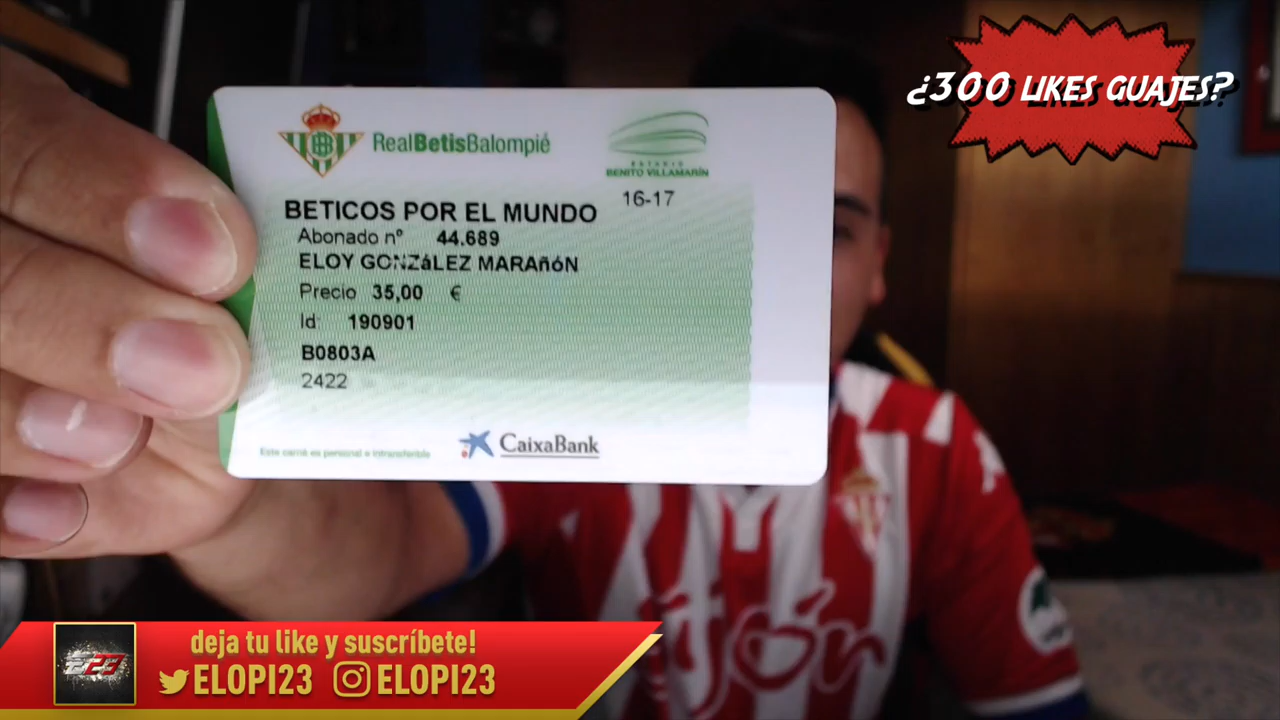 ¿300 LIKES GUAJES?
RealBetisBalompié
ESTADIO
BENITO VILLAMARÍN
16-17
BETICOS POR EL MUNDO
Abonado nº 44.689
ELOY GONZáLEZ MARAñóN
Precio 35,00 €
Id: 190901
B0803A
2422
Este carné es personal e intransferible
CaixaBank
E23
deja tu like y suscríbete!
ELOPI23 ELOPI23